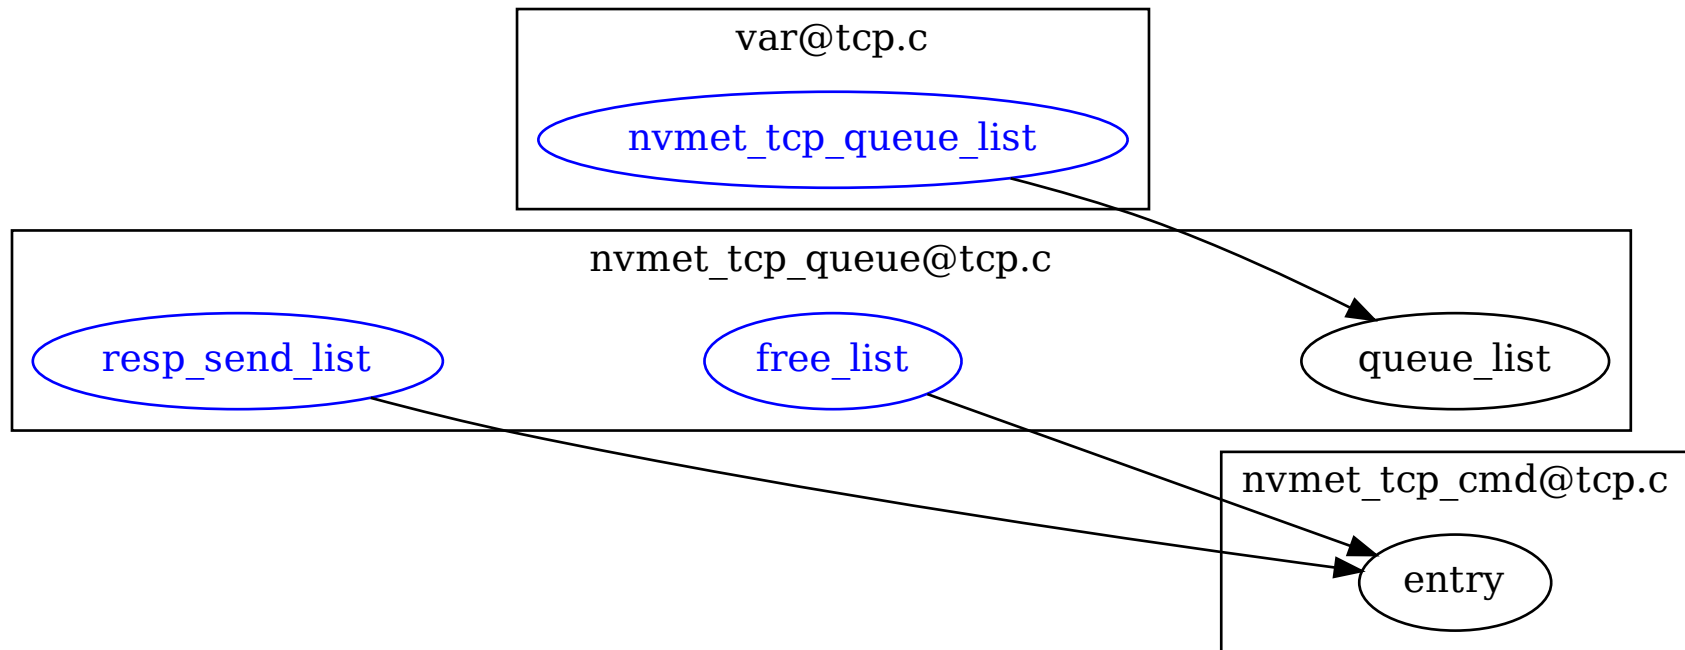 var@tcp.c
nvmet_tcp_queue_list
nvmet_tcp_queue@tcp.c
resp_send_list
free_list
queue_list
nvmet_tcp_cmd@tcp.c
entry